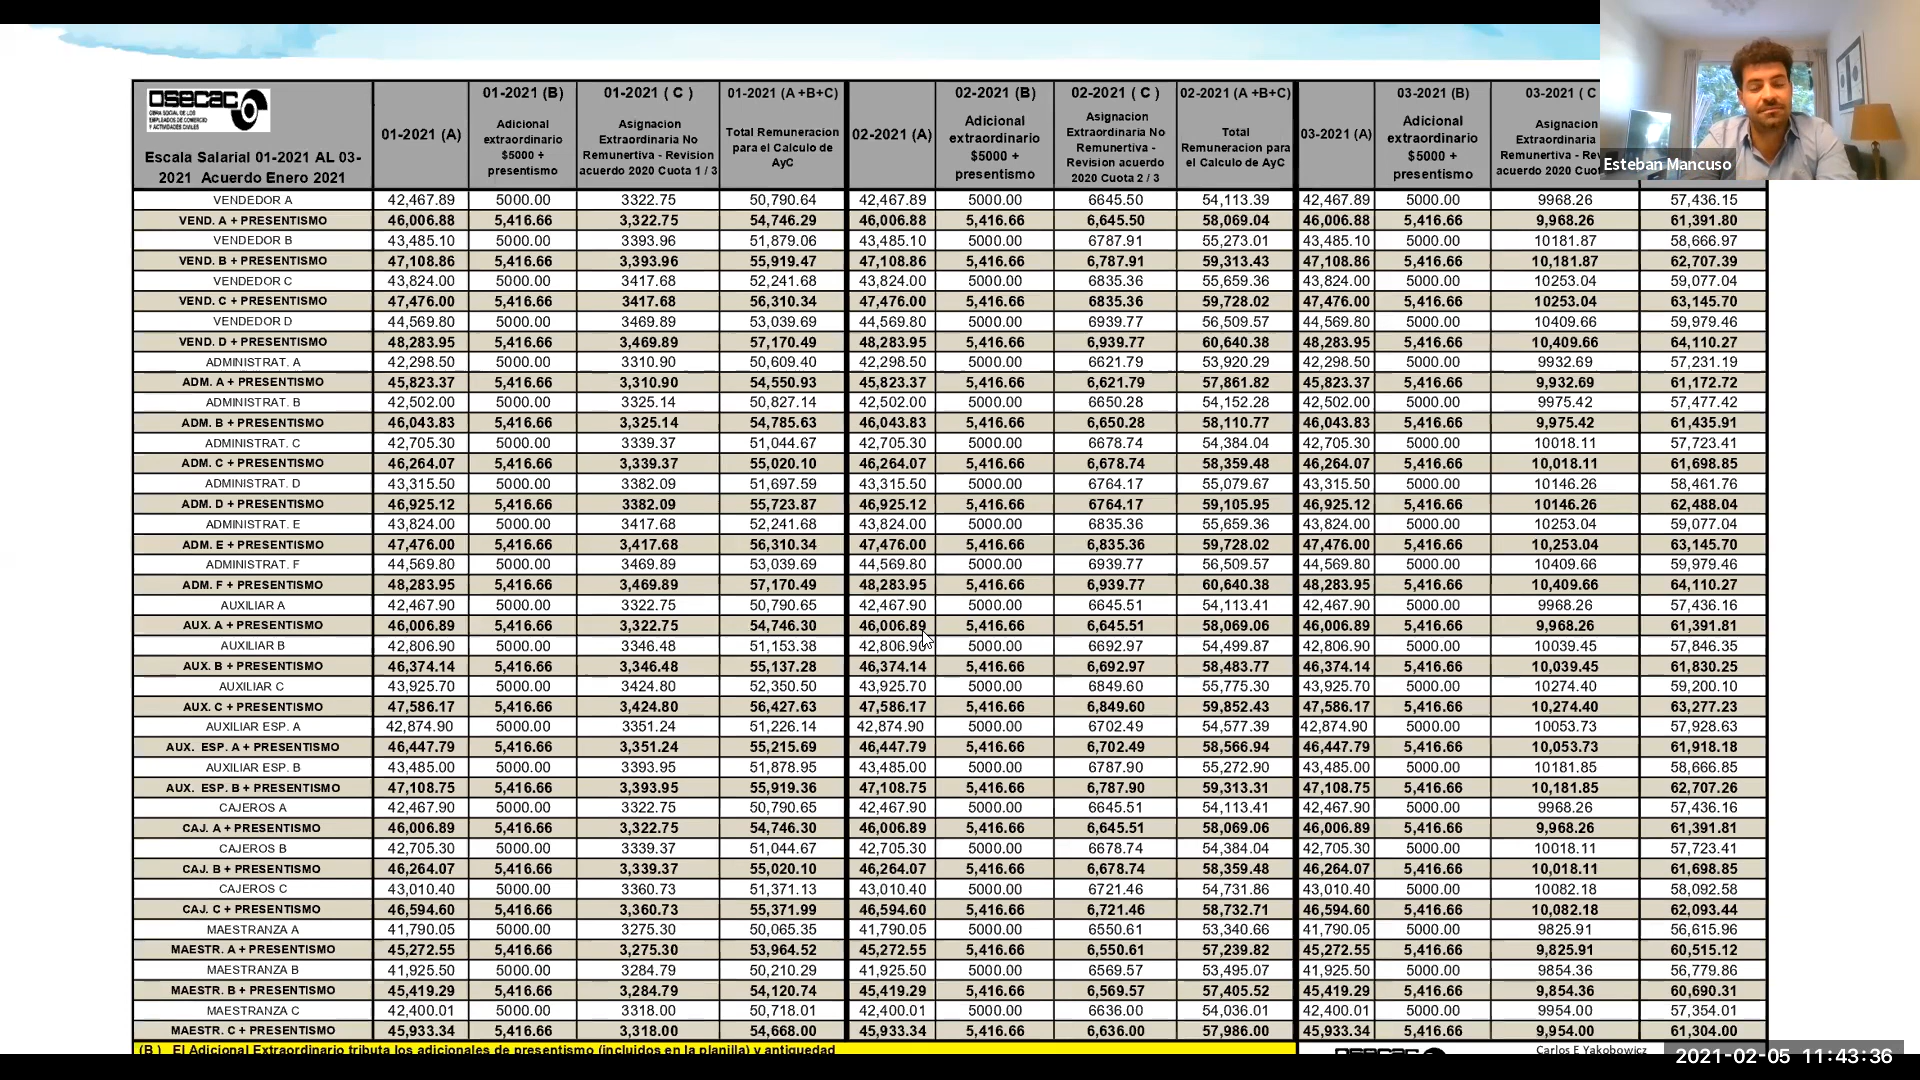 OSECAC
OBRA SOCIAL DE LOS
EMPLEADOS DE COMERCIO
Y ACTIVIDADES CIVILES
Escala Salarial 01-2021 AL 03-
2021 Acuerdo Enero 2021
01-2021 (A)
01-2021 (B)
Adicional
extraordinario
$5000 +
presentismo
01-2021 ( C )
Asignacion
Extraordinaria No
Remunertiva - Revision
acuerdo 2020 Cuota 1 / 3
01-2021 (A +B+C)
Total Remuneracion
para el Calculo de
AyC
02-2021 (A)
02-2021 (B)
Adicional
extraordinario
$5000 +
presentismo
02-2021 ( C )
Asignacion
Extraordinaria No
Remunertiva -
Revision acuerdo
2020 Cuota 2 / 3
02-2021 (A +B+C)
Total
Remuneracion para
el Calculo de AyC
03-2021 (A)
03-2021 (B)
Adicional
extraordinario
$5000 +
presentismo
03-2021 ( C
Asignacion
Extraordinaria
Remunertiva - Rev
acuerdo 2020 Cuot
Esteban Mancuso
VENDEDOR A 42,467.89 5000.00 3322.75 50,790.64 42,467.89 5000.00 6645.50 54,113.39 42,467.89 5000.00 9968.26 57,436.15
VEND. A + PRESENTISMO 46,006.88 5,416.66 3,322.75 54,746.29 46,006.88 5,416.66 6,645.50 58,069.04 46,006.88 5,416.66 9,968.26 61,391.80
VENDEDOR B 43,485.10 5000.00 3393.96 51,879.06 43,485.10 5000.00 6787.91 55,273.01 43,485.10 5000.00 10181.87 58,666.97
VEND. B + PRESENTISMO 47,108.86 5,416.66 3,393.96 55,919.47 47,108.86 5,416.66 6,787.91 59,313.43 47,108.86 5,416.66 10,181.87 62,707.39
VENDEDOR C 43,824.00 5000.00 3417.68 52,241.68 43,824.00 5000.00 6835.36 55,659.36 43,824.00 5000.00 10253.04 59,077.04
VEND. C + PRESENTISMO 47,476.00 5,416.66 3417.68 56,310.34 47,476.00 5,416.66 6835.36 59,728.02 47,476.00 5,416.66 10253.04 63,145.70
VENDEDOR D 44,569.80 5000.00 3469.89 53,039.69 44,569.80 5000.00 6939.77 56,509.57 44,569.80 5000.00 10409.66 59,979.46
VEND. D + PRESENTISMO 48,283.95 5,416.66 3,469.89 57,170.49 48,283.95 5,416.66 6,939.77 60,640.38 48,283.95 5,416.66 10,409.66 64,110.27
ADMINISTRAT. A 42,298.50 5000.00 3310.90 50,609.40 42,298.50 5000.00 6621.79 53,920.29 42,298.50 5000.00 9932.69 57,231.19
ADM. A + PRESENTISMO 45,823.37 5,416.66 3,310.90 54,550.93 45,823.37 5,416.66 6,621.79 57,861.82 45,823.37 5,416.66 9,932.69 61,172.72
ADMINISTRAT. B 42,502.00 5000.00 3325.14 50,827.14 42,502.00 5000.00 6650.28 54,152.28 42,502.00 5000.00 9975.42 57,477.42
ADM. B + PRESENTISMO 46,043.83 5,416.66 3,325.14 54,785.63 46,043.83 5,416.66 6,650.28 58,110.77 46,043.83 5,416.66 9,975.42 61,435.91
ADMINISTRAT. C 42,705.30 5000.00 3339.37 51,044.67 42,705.30 5000.00 6678.74 54,384.04 42,705.30 5000.00 10018.11 57,723.41
ADM. C + PRESENTISMO 46,264.07 5,416.66 3,339.37 55,020.10 46,264.07 5,416.66 6,678.74 58,359.48 46,264.07 5,416.66 10,018.11 61,698.85
ADMINISTRAT. D 43,315.50 5000.00 3382.09 51,697.59 43,315.50 5000.00 6764.17 55,079.67 43,315.50 5000.00 10146.26 58,461.76
ADM. D + PRESENTISMO 46,925.12 5,416.66 3382.09 55,723.87 46,925.12 5,416.66 6764.17 59,105.95 46,925.12 5,416.66 10146.26 62,488.04
ADMINISTRAT. E 43,824.00 5000.00 3417.68 52,241.68 43,824.00 5000.00 6835.36 55,659.36 43,824.00 5000.00 10253.04 59,077.04
ADM. E + PRESENTISMO 47,476.00 5,416.66 3,417.68 56,310.34 47,476.00 5,416.66 6,835.36 59,728.02 47,476.00 5,416.66 10,253.04 63,145.70
ADMINISTRAT. F 44,569.80 5000.00 3469.89 53,039.69 44,569.80 5000.00 6939.77 56,509.57 44,569.80 5000.00 10409.66 59,979.46
ADM. F + PRESENTISMO 48,283.95 5,416.66 3,469.89 57,170.49 48,283.95 5,416.66 6,939.77 60,640.38 48,283.95 5,416.66 10,409.66 64,110.27
AUXILIAR A 42,467.90 5000.00 3322.75 50,790.65 42,467.90 5000.00 6645.51 54,113.41 42,467.90 5000.00 9968.26 57,436.16
AUX. A + PRESENTISMO 46,006.89 5,416.66 3,322.75 54,746.30 46,006.89 5,416.66 6,645.51 58,069.06 46,006.89 5,416.66 9,968.26 61,391.81
AUXILIAR B 42,806.90 5000.00 3346.48 51,153.38 42,806.90 5000.00 6692.97 54,499.87 42,806.90 5000.00 10039.45 57,846.35
AUX. B + PRESENTISMO 46,374.14 5,416.66 3,346.48 55,137.28 46,374.14 5,416.66 6,692.97 58,483.77 46,374.14 5,416.66 10,039.45 61,830.25
AUXILIAR C 43,925.70 5000.00 3424.80 52,350.50 43,925.70 5000.00 6849.60 55,775.30 43,925.70 5000.00 10274.40 59,200.10
AUX. C + PRESENTISMO 47,586.17 5,416.66 3,424.80 56,427.63 47,586.17 5,416.66 6,849.60 59,852.43 47,586.17 5,416.66 10,274.40 63,277.23
AUXILIAR ESP. A 42,874.90 5000.00 3351.24 51,226.14 42,874.90 5000.00 6702.49 54,577.39 42,874.90 5000.00 10053.73 57,928.63
AUX. ESP. A + PRESENTISMO 46,447.79 5,416.66 3,351.24 55,215.69 46,447.79 5,416.66 6,702.49 58,566.94 46,447.79 5,416.66 10,053.73 61,918.18
AUXILIAR ESP. B 43,485.00 5000.00 3393.95 51,878.95 43,485.00 5000.00 6787.90 55,272.90 43,485.00 5000.00 10181.85 58,666.85
AUX. ESP. B + PRESENTISMO 47,108.75 5,416.66 3,393.95 55,919.36 47,108.75 5,416.66 6,787.90 59,313.31 47,108.75 5,416.66 10,181.85 62,707.26
CAJEROS A 42,467.90 5000.00 3322.75 50,790.65 42,467.90 5000.00 6645.51 54,113.41 42,467.90 5000.00 9968.26 57,436.16
CAJ. A + PRESENTISMO 46,006.89 5,416.66 3,322.75 54,746.30 46,006.89 5,416.66 6,645.51 58,069.06 46,006.89 5,416.66 9,968.26 61,391.81
CAJEROS B 42,705.30 5000.00 3339.37 51,044.67 42,705.30 5000.00 6678.74 54,384.04 42,705.30 5000.00 10018.11 57,723.41
CAJ. B + PRESENTISMO 46,264.07 5,416.66 3,339.37 55,020.10 46,264.07 5,416.66 6,678.74 58,359.48 46,264.07 5,416.66 10,018.11 61,698.85
CAJEROS C 43,010.40 5000.00 3360.73 51,371.13 43,010.40 5000.00 6721.46 54,731.86 43,010.40 5000.00 10082.18 58,092.58
CAJ. C + PRESENTISMO 46,594.60 5,416.66 3,360.73 55,371.99 46,594.60 5,416.66 6,721.46 58,732.71 46,594.60 5,416.66 10,082.18 62,093.44
MAESTRANZA A 41,790.05 5000.00 3275.30 50,065.35 41,790.05 5000.00 6550.61 53,340.66 41,790.05 5000.00 9825.91 56,615.96
MAESTR. A + PRESENTISMO 45,272.55 5,416.66 3,275.30 53,964.52 45,272.55 5,416.66 6,550.61 57,239.82 45,272.55 5,416.66 9,825.91 60,515.12
MAESTRANZA B 41,925.50 5000.00 3284.79 50,210.29 41,925.50 5000.00 6569.57 53,495.07 41,925.50 5000.00 9854.36 56,779.86
MAESTR. B + PRESENTISMO 45,419.29 5,416.66 3,284.79 54,120.74 45,419.29 5,416.66 6,569.57 57,405.52 45,419.29 5,416.66 9,854.36 60,690.31
MAESTRANZA C 42,400.01 5000.00 3318.00 50,718.01 42,400.01 5000.00 6636.00 54,036.01 42,400.01 5000.00 9954.00 57,354.01
MAESTR. C + PRESENTISMO 45,933.34 5,416.66 3,318.00 54,668.00 45,933.34 5,416.66 6,636.00 57,986.00 45,933.34 5,416.66 9,954.00 61,304.00
(B ) El Adicional Extraordinario tributa los adicionales de presentismo (incluidos en la planilla) y antiguedad
OSECAC
Carlos E Yakobowicz
2021-02-05 11:43:36